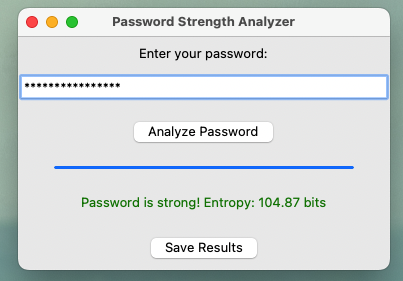 Password Strength Analyzer
Enter your password:
****************
Analyze Password
Password is strong! Entropy: 104.87 bits
Save Results